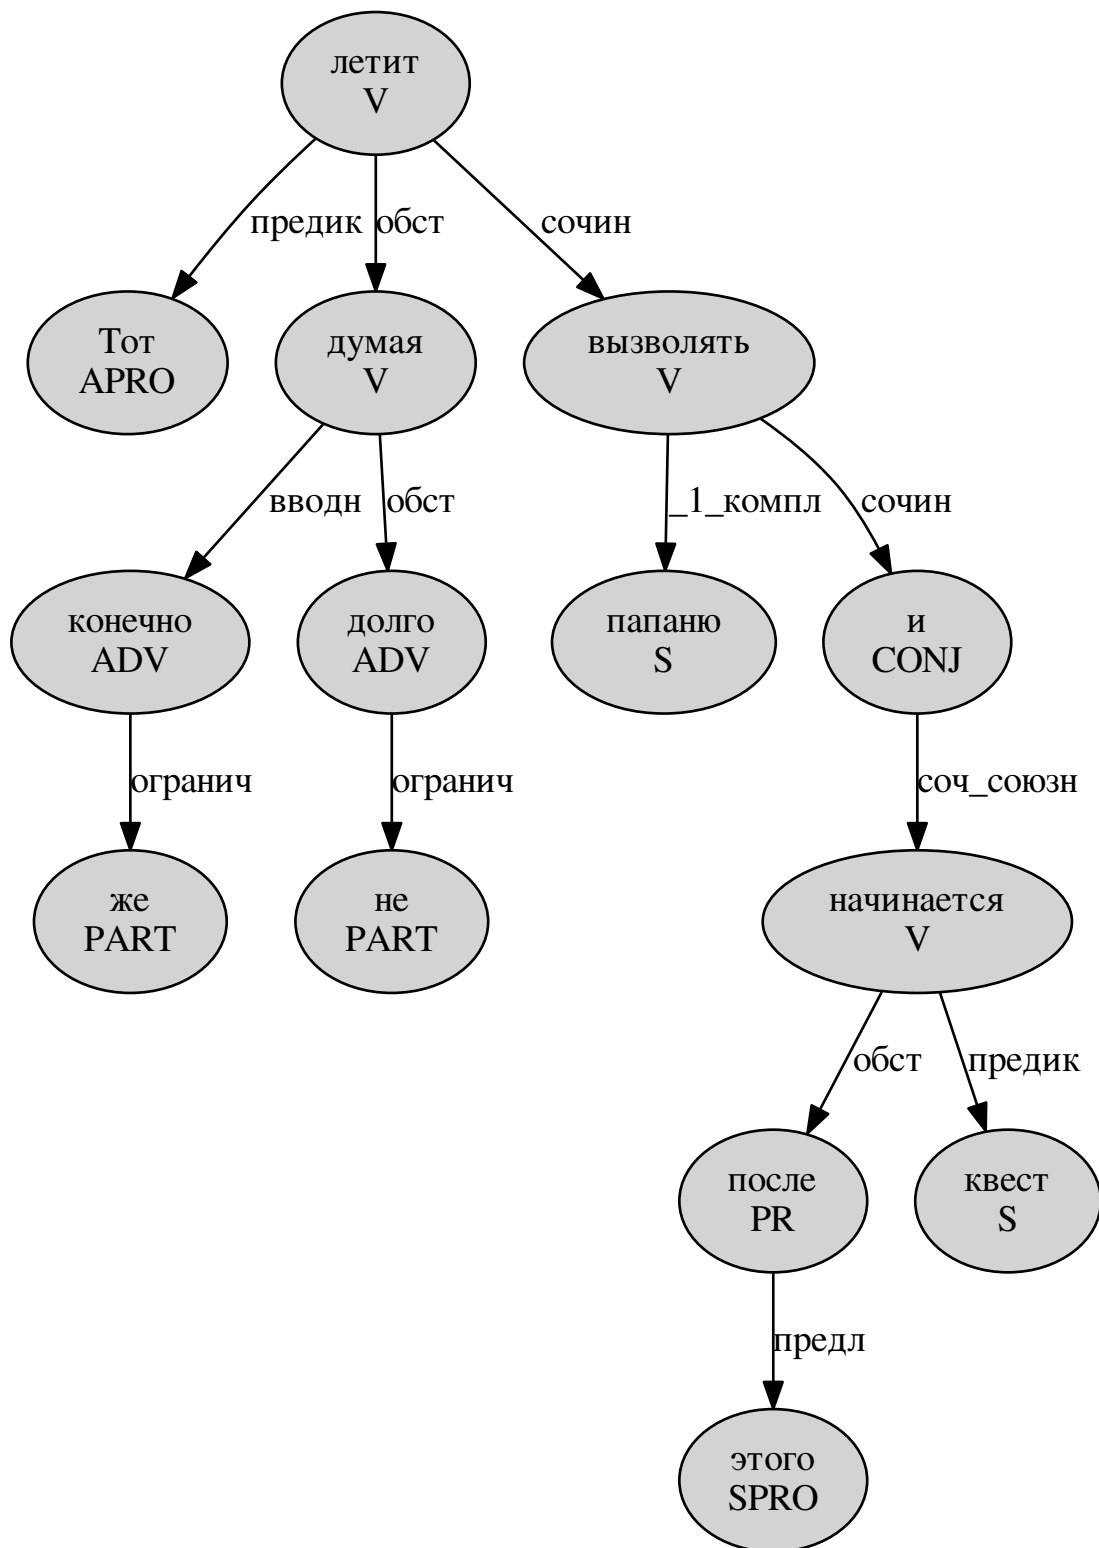 летит
V
предик
обст
сочин
Тот
APRO
думая
V
вызволять
V
вводн
обст
_1_компл
сочин
конечно
ADV
долго
ADV
папаню
S
и
CONJ
огранич
огранич
соч_союзн
же
PART
не
PART
начинается
V
обст
предик
после
PR
квест
S
предл
этого
SPRO